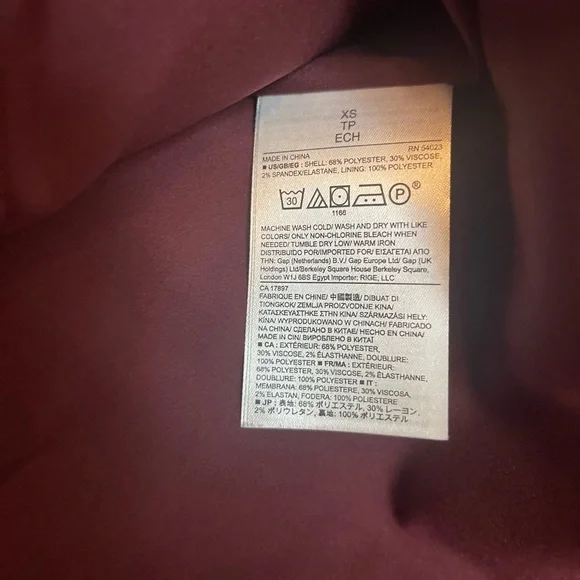 XS
TP
ECH
MADE IN CHINA RN 54023
■ US/GB/EG : SHELL: 68% POLYESTER, 30% VISCOSE,
2% SPANDEX/ELASTANE, LINING: 100% POLYESTER.
30 P ®
1166
MACHINE WASH COLD/ WASH AND DRY WITH LIKE
COLORS/ ONLY NON-CHLORINE BLEACH WHEN
NEEDED/ TUMBLE DRY LOW/ WARM IRON
DISTRIBUIDO POR/IMPORTED FOR/ ΕΙΣΑΓΕΤΑΙ ΑΠΟ
ΤΗΝ: Gap (Netherlands) B.V./ Gap Europe Ltd/ Gap (UK
Holdings) Ltd/Berkeley Square House Berkeley Square,
London W1J 6BS Egypt Importer: RIGE, LLC
CA 17897
FABRIQUÉ EN CHINE/ 中國製造/ DIBUAT DI
TIONGKOK/ ZEMLJA PROIZVODNJE KINA/
ΚΑΤΑΣΚΕΥΑΣΤΗΚΕ ΣΤΗΝ ΚΙΝΑ/ SZÁRMAZÁSI HELY:
KÍNA/ WYPRODUKOWANO W CHINACH/ FABRICADO
NA CHINA/ СДЕЛАНО В КИТАЕ/ HECHO EN CHINA/
MADE IN CIN/ ВИРОБЛЕНО В КИТАЇ
■ CA : EXTÉRIEUR: 68% POLYESTER,
30% VISCOSE, 2% ÉLASTHANNE, DOUBLURE:
100% POLYESTER ■ FR/MA : EXTÉRIEUR:
68% POLYESTER, 30% VISCOSE, 2% ÉLASTHANNE,
DOUBLURE: 100% POLYESTER ■ IT :
MEMBRANA: 68% POLIESTERE, 30% VISCOSA,
2% ELASTAN, FODERA: 100% POLIESTERE
■ JP : 表地: 68% ポリエステル, 30% レーヨン,
2% ポリウレタン, 裏地: 100% ポリエステル